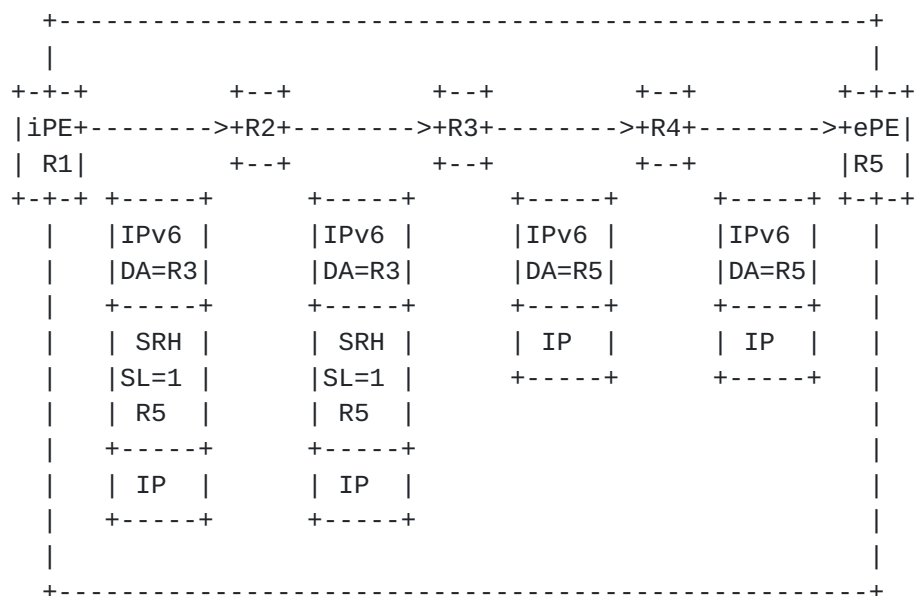 +--------------------------------------------------------+
|                                                        |
+-+-+         +--+         +--+         +--+         +-+-+
|iPE+-------->+R2+-------->+R3+-------->+R4+-------->+ePE|
| R1|         +--+         +--+         +--+         |R5 |
+-+-+ +-----+      +-----+      +-----+      +-----+ +-+-+
|   |IPv6 |      |IPv6 |      |IPv6 |      |IPv6 |   |
|   |DA=R3|      |DA=R3|      |DA=R5|      |DA=R5|   |
|   +-----+      +-----+      +-----+      +-----+   |
|   | SRH |      | SRH |      | IP  |      | IP  |   |
|   |SL=1 |      |SL=1 |      +-----+      +-----+   |
|   | R5  |      | R5  |                             |
|   +-----+      +-----+                             |
|   | IP  |      | IP  |                             |
|   +-----+      +-----+                             |
|                                                    |
+--------------------------------------------------------+